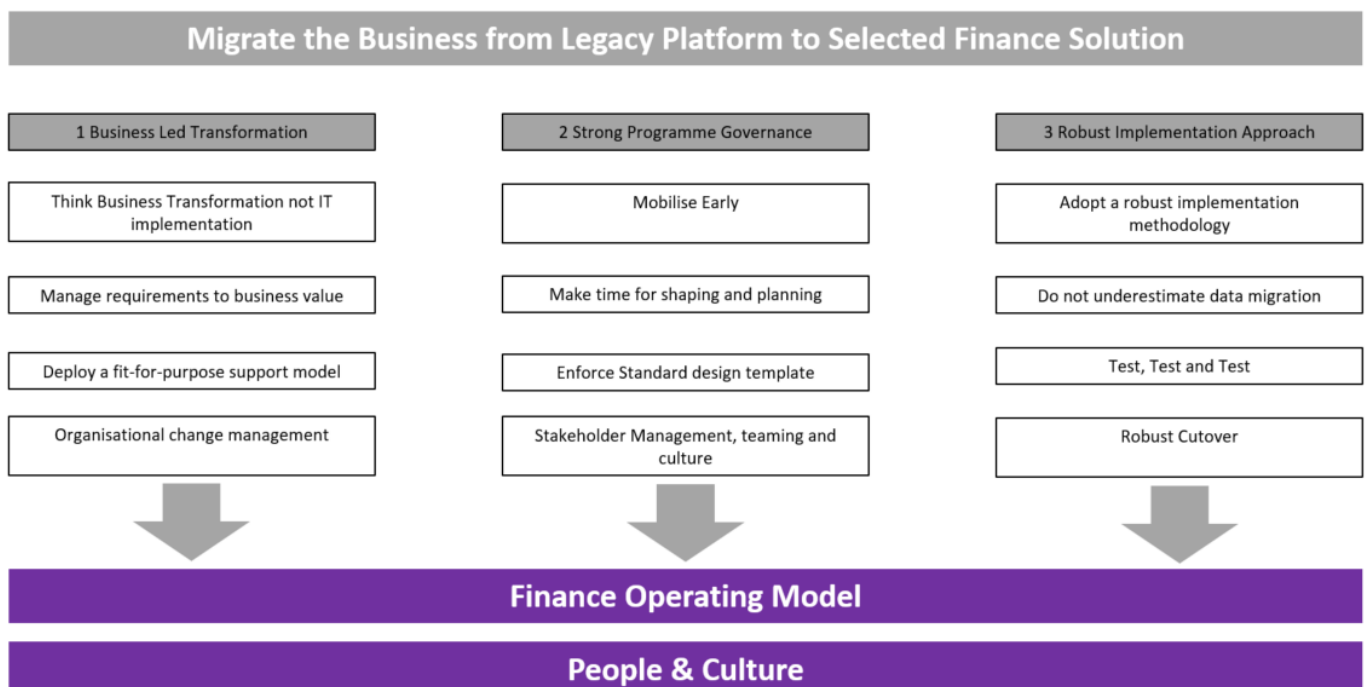 Migrate the Business from Legacy Platform to Selected Finance Solution
1 Business Led Transformation
Think Business Transformation not IT
implementation
Manage requirements to business value
Deploy a fit-for-purpose support model
Organisational change management
2 Strong Programme Governance
Mobilise Early
Make time for shaping and planning
Enforce Standard design template
Stakeholder Management, teaming and
culture
3 Robust Implementation Approach
Adopt a robust implementation
methodology
Do not underestimate data migration
Test, Test and Test
Robust Cutover
Finance Operating Model
People & Culture